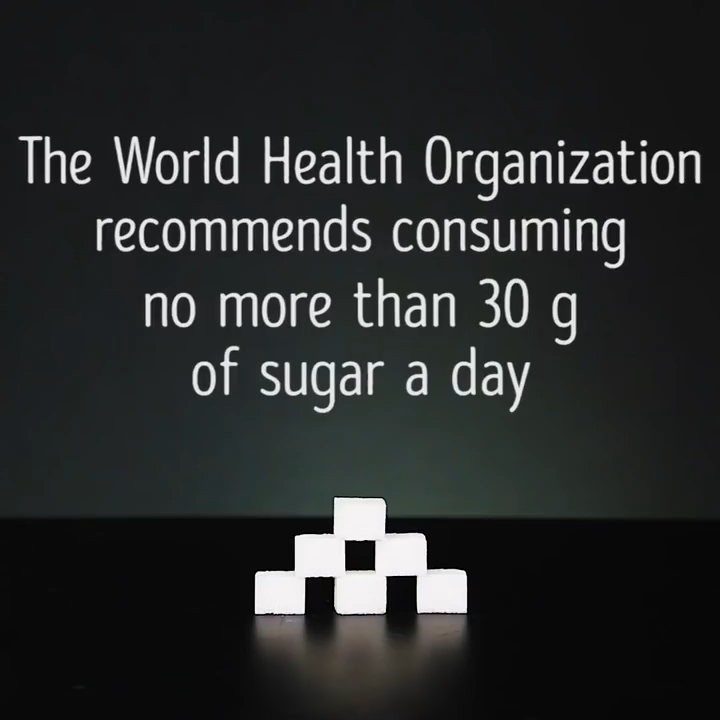 The World Health Organization
recommends consuming
no more than 30 g
of sugar a day